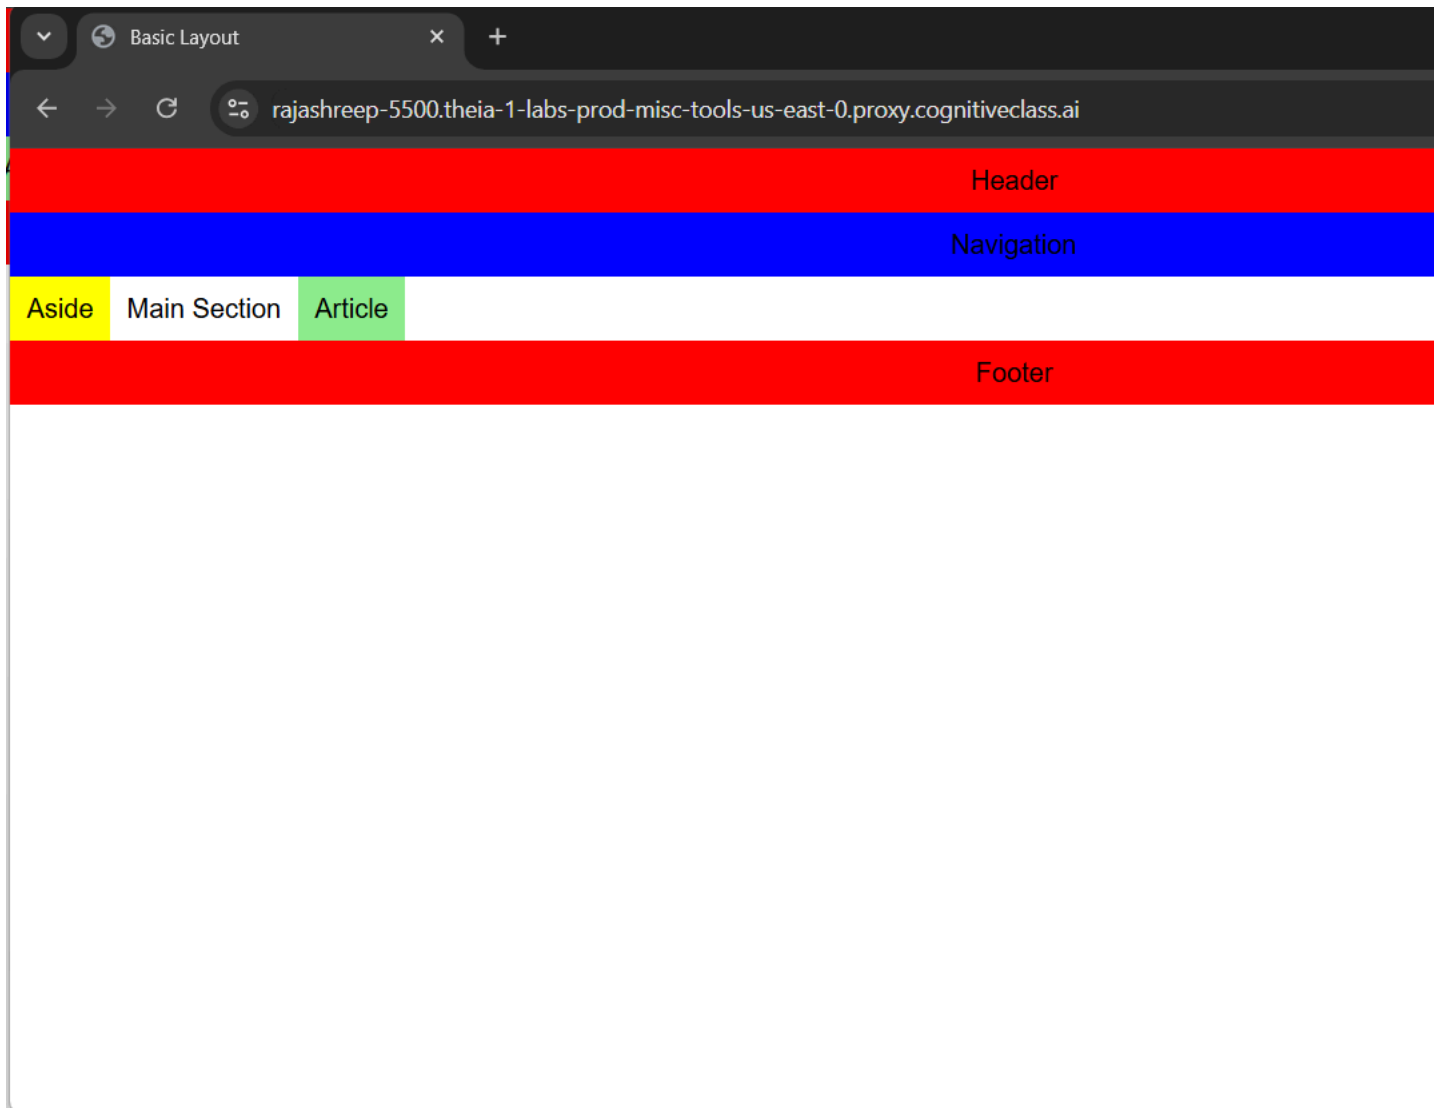 Basic Layout
rajashreep-5500.theia-1-labs-prod-misc-tools-us-east-0.proxy.cognitiveclass.ai
Header
Navigation
Aside Main Section Article
Footer